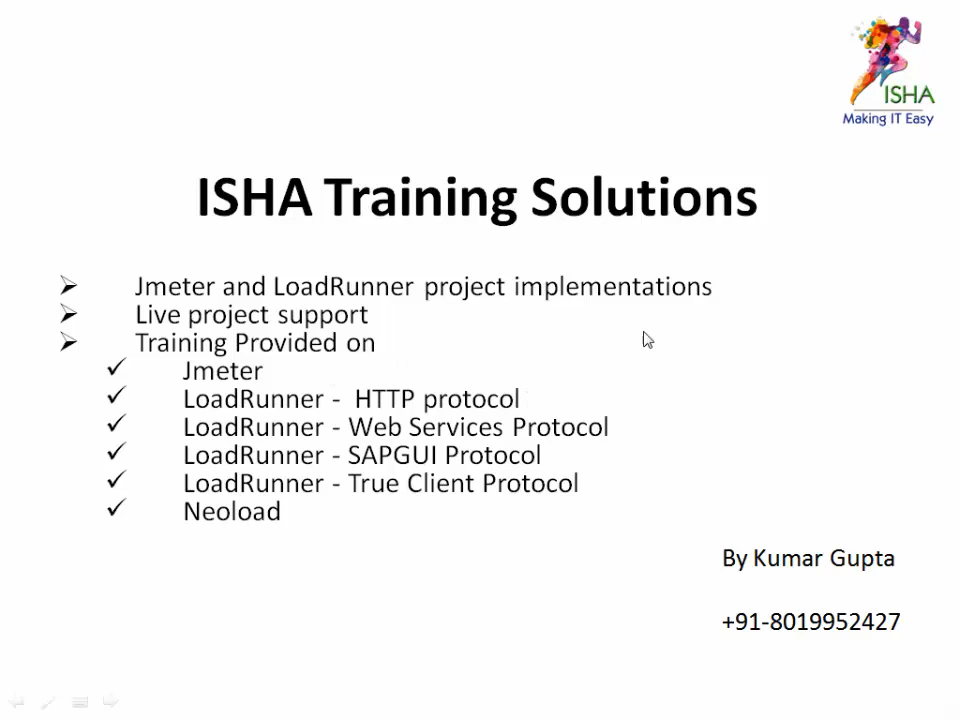 ISHA
Making IT Easy
ISHA Training Solutions
Jmeter and LoadRunner project implementations
Live project support
Training Provided on
Jmeter
LoadRunner - HTTP protocol
LoadRunner - Web Services Protocol
LoadRunner - SAPGUI Protocol
LoadRunner - True Client Protocol
Neoload
By Kumar Gupta
+91-8019952427